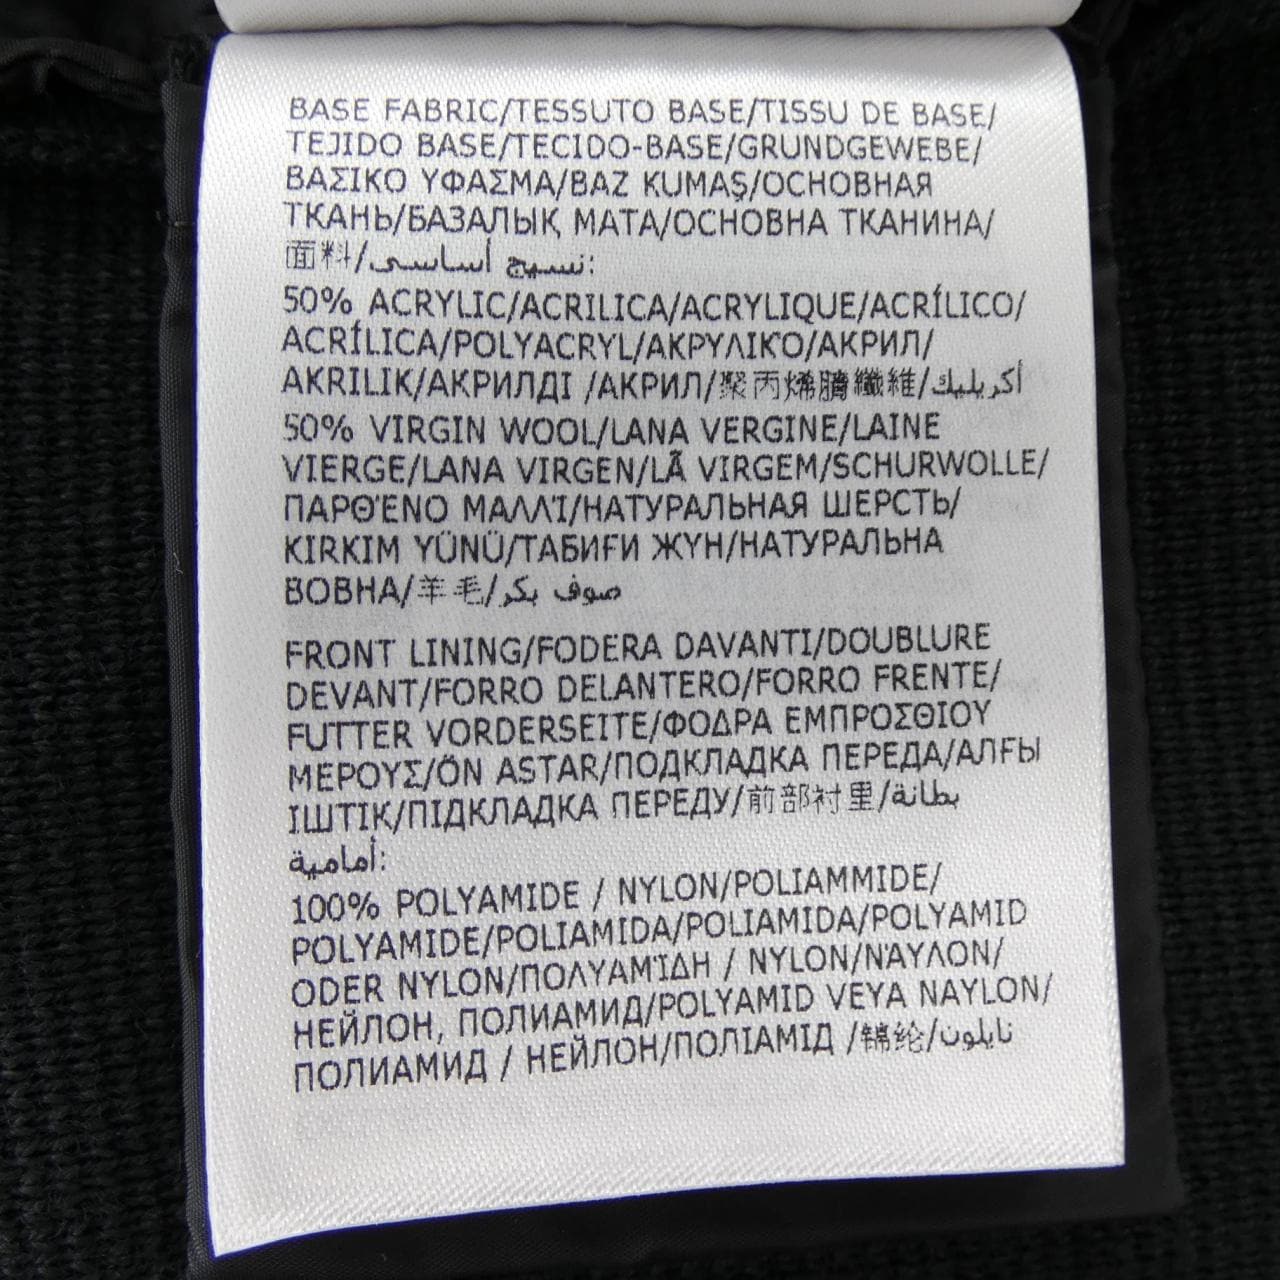 BASE FABRIC/TESSUTO BASE/TISSU DE BASE/
TEJIDO BASE/TECIDO-BASE/GRUNDGEWEBE/
ΒΑΣΙΚΟ ΥΦΑΣΜΑ/BAZ KUMAŞ/ОСНОВНАЯ
ТКАНЬ/БАЗАЛЫҚ МАТА/ОСНОВНА ТКАНИНА/
面料/نسيج أساسى:
50% ACRYLIC/ACRILICA/ACRYLIQUE/ACRÍLICO/
ACRÍLICA/POLYACRYL/ΑΚΡΥΛΙΚΌ/АКРИЛ/
AKRILIK/АКРИЛДІ /АКРИЛ/聚丙烯腈纖維/أكريليك
50% VIRGIN WOOL/LANA VERGINE/LAINE
VIERGE/LANA VIRGEN/LÃ VIRGEM/SCHURWOLLE/
ΠΑΡΘΈΝΟ ΜΑΛΛΊ/НАТУРАЛЬНАЯ ШЕРСТЬ/
KIRKIM YÜNÜ/ТАБИҒИ ЖҮН/НАТУРАЛЬНА
ВОВНА/羊毛/صوف بكر
FRONT LINING/FODERA DAVANTI/DOUBLURE
DEVANT/FORRO DELANTERO/FORRO FRENTE/
FUTTER VORDERSEITE/ΦΟΔΡΑ ΕΜΠΡΟΣΘΙΟΥ
ΜΕΡΟΥΣ/ÖN ASTAR/ПОДКЛАДКА ПЕРЕДА/АЛҒЫ
ІШТІК/ПІДКЛАДКА ПЕРЕДУ/前部衬里/بطانة
أمامية:
100% POLYAMIDE / NYLON/POLIAMMIDE/
POLYAMIDE/POLIAMIDA/POLIAMIDA/POLYAMID
ODER NYLON/ΠΟΛΥΑΜΊΔΗ / NYLON/ΝΆΥΛΟΝ/
НЕЙЛОН, ПОЛИАМИД/POLYAMID VEYA NAYLON/
ПОЛИАМИД / НЕЙЛОН/ПОЛІАМІД /锦纶/نايلون